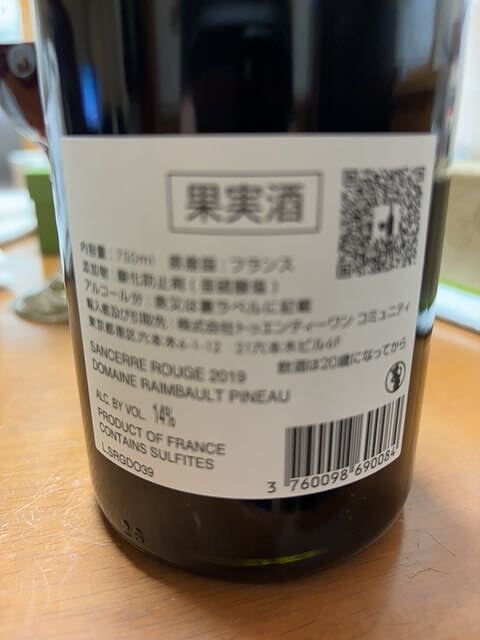 果実酒
内容量:750ml 原産国:フランス
添加物:酸化防止剤(亜硫酸塩)
アルコール分:表又は裏ラベルに記載
輸入者及び引取先:株式会社トゥエンティーワン コミュニティ
東京都港区六本木6-1-12 21六本木ビル6F
飲酒は20歳になってから
SANCERRE ROUGE 2019
DOMAINE RAIMBAULT PINEAU
ALC. BY VOL. 14%
PRODUCT OF FRANCE
CONTAINS SULFITES
LSRGDO39
3 760098 690084